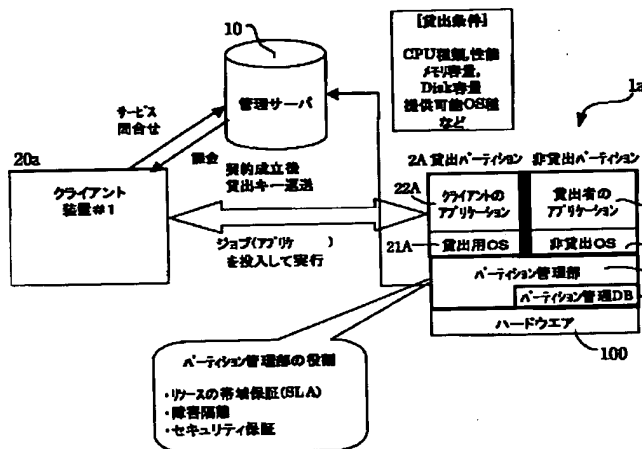 10
管理サーバ
[貸出条件]
CPU種類,性能
メモリ容量,
Disk容量
提供可能OS種
など
1a
サービス
問合せ
課金
20a
クライアント
装置#1
契約成立後
貸出キー返送
ジョブ(アプリケ )
を投入して実行
2A 貸出パーティション
非貸出パーティション
22A
クライアントの
アプリケーション
貸出者の
アプリケーション
21A
貸出用OS
非貸出OS
パーティション管理部
パーティション管理DB
ハードウエア
100
パーティション管理部の役割
・リソースの帯域保証(SLA)
・障害隔離
・セキュリティ保証